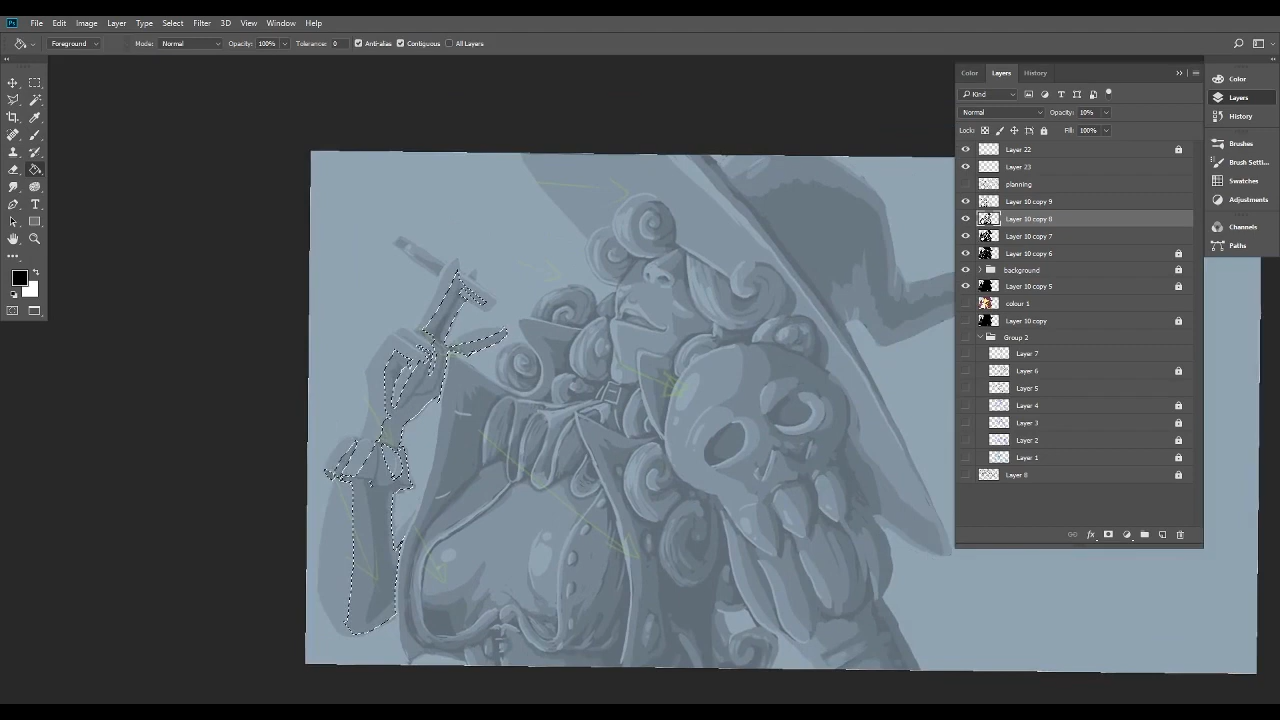 Ps File Edit Image Layer Type Select Filter 3D View Window Help
Foreground Mode: Normal Opacity: 100% Tolerance: 0 Anti-alias Contiguous All Layers
Color Layers History
Kind
Normal Opacity: 10%
Lock: Fill: 100%
Layer 22
Layer 23
planning
Layer 10 copy 9
Layer 10 copy 8
Layer 10 copy 7
Layer 10 copy 6
background
Layer 10 copy 5
colour 1
Layer 10 copy
Group 2
Layer 7
Layer 6
Layer 5
Layer 4
Layer 3
Layer 2
Layer 1
Layer 8
fx
Color
Layers
History
Brushes
Brush Setti...
Swatches
Adjustments
Channels
Paths